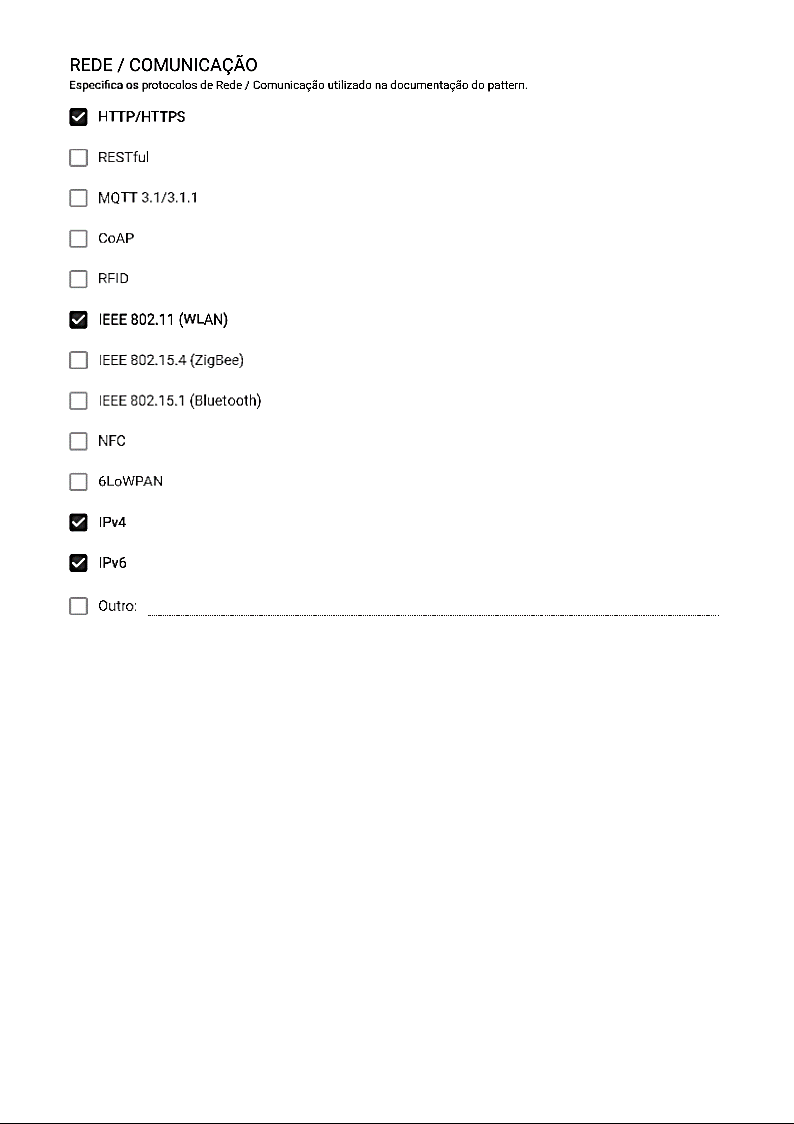 REDE / COMUNICAÇÃO
Especifica os protocolos de Rede / Comunicação utilizado na documentação do pattern.
HTTP/HTTPS
RESTful
MQTT 3.1/3.1.1
CoAP
RFID
IEEE 802.11 (WLAN)
IEEE 802.15.4 (ZigBee)
IEEE 802.15.1 (Bluetooth)
NFC
6LoWPAN
IPv4
IPv6
Outro: